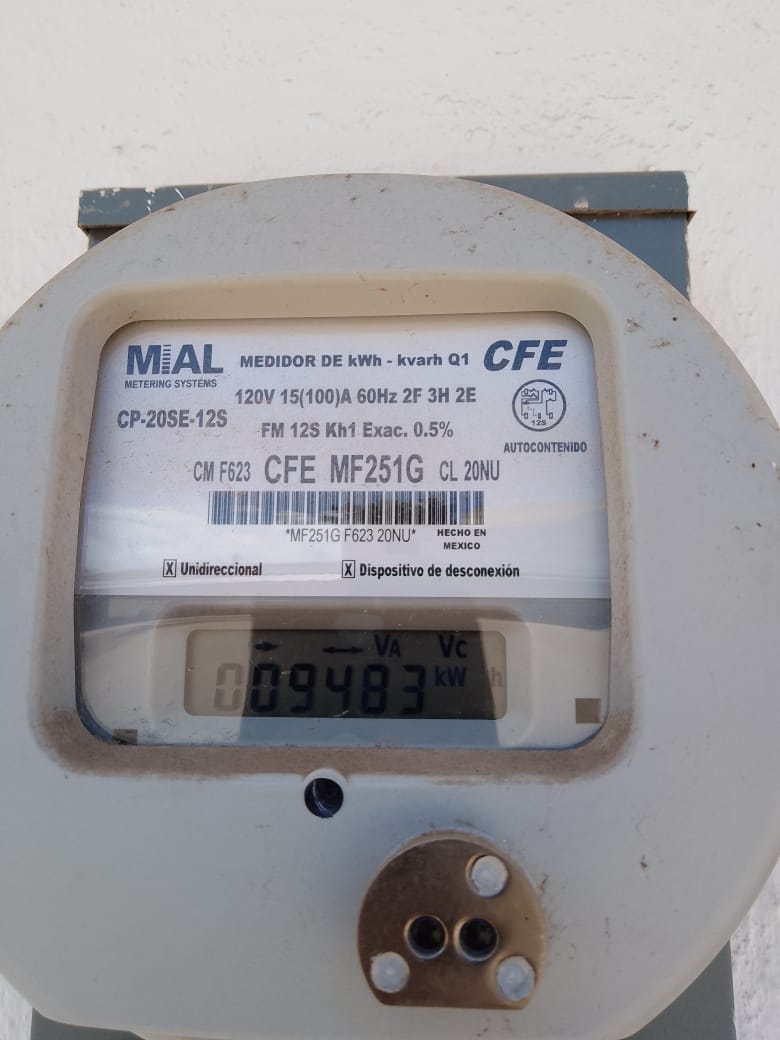 MIAL MEDIDOR DE kWh - kvarh Q1 CFE
METERING SYSTEMS
120V 15(100)A 60Hz 2F 3H 2E
CP-20SE-12S
12S
FM 12S Kh1 Exac. 0.5%
AUTOCONTENIDO
CM F623 CFE MF251G CL 20NU
*MF251G F623 20NU*
HECHO EN
MEXICO
X Unidireccional X Dispositivo de desconexión
VA VC
009483 kWh